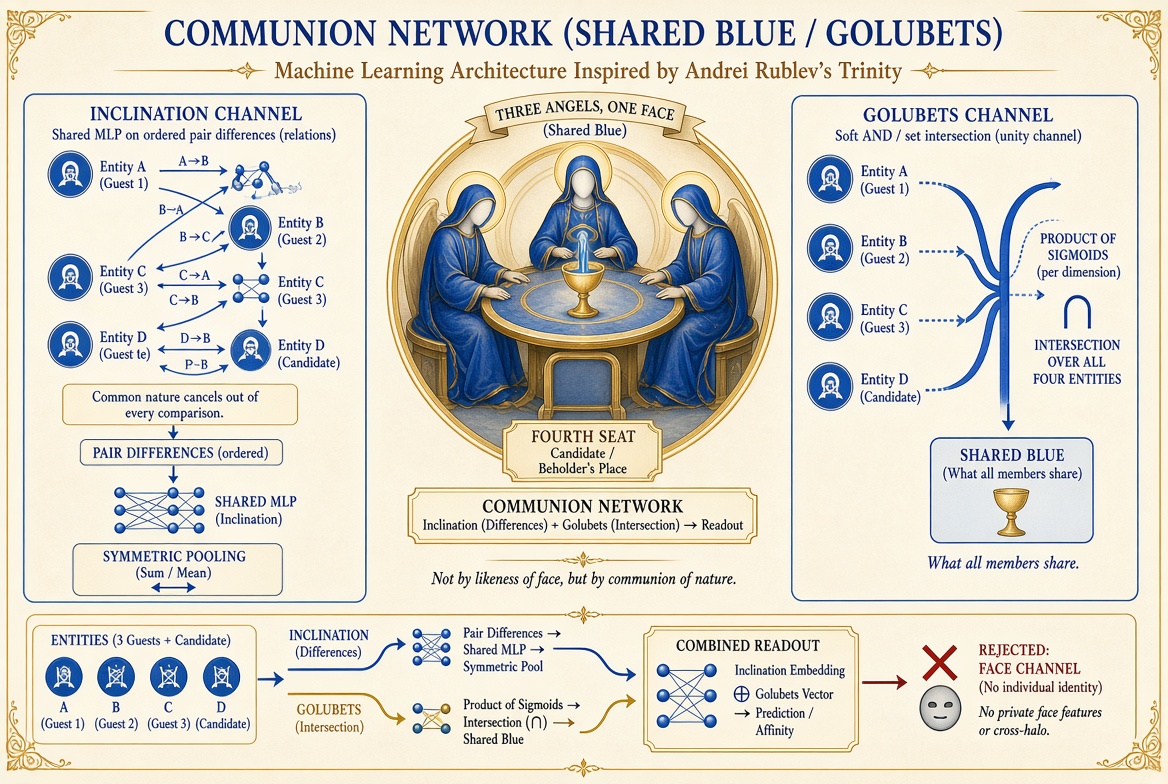 COMMUNION NETWORK (SHARED BLUE / GOLUBETS)
Machine Learning Architecture Inspired by Andrei Rublev's Trinity
INCLINATION CHANNEL
Shared MLP on ordered pair differences (relations)
Entity A
(Guest 1)
A→B
B–A
Entity B
(Guest 2)
B→C
Entity C
(Guest 3)
C→A
C→B
Entity C
(Guest 3)
Entity D
(Guest te)
D→B
P–B
Entity D
(Candidate)
Common nature cancels out of
every comparison.
PAIR DIFFERENCES (ordered)
SHARED MLP
(Inclination)
SYMMETRIC POOLING
(Sum / Mean)
THREE ANGELS, ONE FACE
(Shared Blue)
FOURTH SEAT
Candidate /
Beholder's Place
COMMUNION NETWORK
Inclination (Differences) + Golubets (Intersection) → Readout
Not by likeness of face, but by communion of nature.
GOLUBETS CHANNEL
Soft AND / set intersection (unity channel)
Entity A
(Guest 1)
Entity B
(Guest 2)
Entity C
(Guest 3)
Entity D
(Candidate)
PRODUCT OF
SIGMOIDS
(per dimension)
∩
INTERSECTION
OVER ALL
FOUR ENTITIES
SHARED BLUE
(What all members share)
What all members share.
ENTITIES (3 Guests + Candidate)
A
(Guest 1)
B
(Guest 2)
C
(Guest 3)
D
(Candidate)
INCLINATION
(Differences)
Pair Differences →
Shared MLP →
Symmetric Pool
GOLUBETS
(Intersection)
Product of Sigmoids →
Intersection (∩) →
Shared Blue
COMBINED READOUT
Inclination Embedding
⊕ Golubets Vector
→ Prediction /
Affinity
REJECTED:
FACE CHANNEL
(No individual identity)
No private face features
or cross-halo.